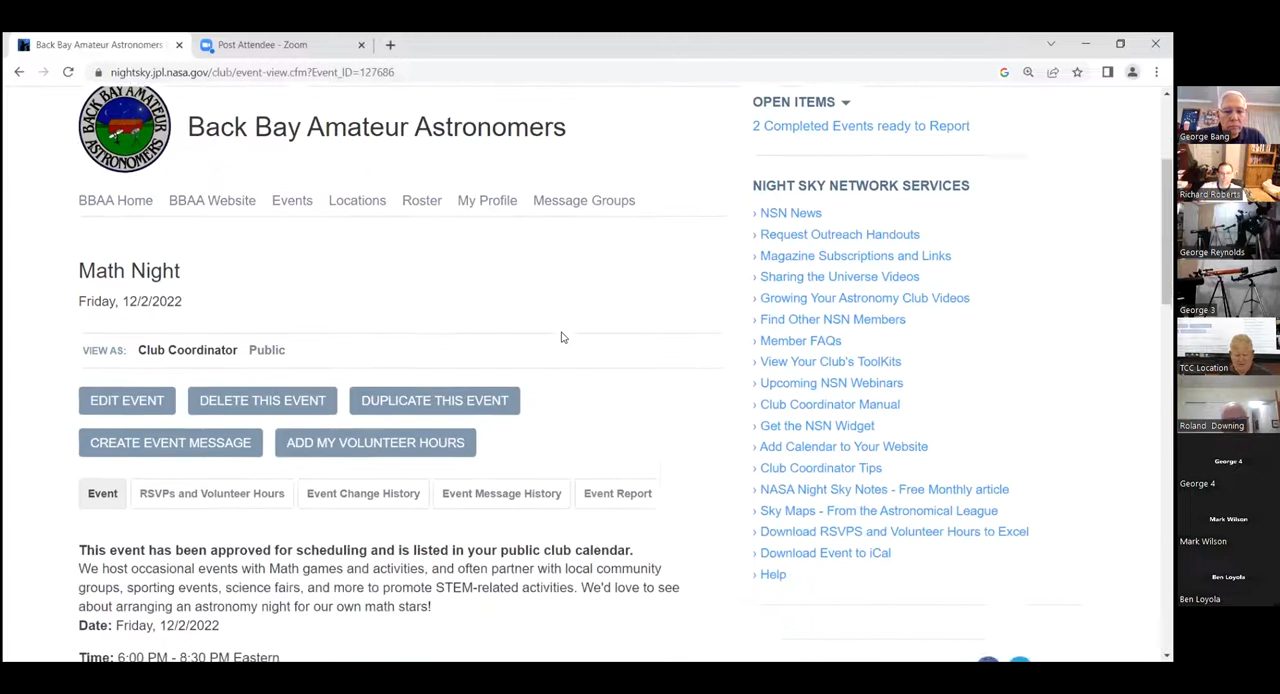 Back Bay Amateur Astronomers
Post Attendee - Zoom
nightsky.jpl.nasa.gov/club/event-view.cfm?Event_ID=127686
BACK BAY AMATEUR ASTRONOMERS
Back Bay Amateur Astronomers
BBAA Home BBAA Website Events Locations Roster My Profile Message Groups
Math Night
Friday, 12/2/2022
VIEW AS: Club Coordinator Public
EDIT EVENT DELETE THIS EVENT DUPLICATE THIS EVENT
CREATE EVENT MESSAGE ADD MY VOLUNTEER HOURS
Event RSVPs and Volunteer Hours Event Change History Event Message History Event Report
This event has been approved for scheduling and is listed in your public club calendar.
We host occasional events with Math games and activities, and often partner with local community
groups, sporting events, science fairs, and more to promote STEM-related activities. We'd love to see
about arranging an astronomy night for our own math stars!
Date: Friday, 12/2/2022
Time: 6:00 PM - 8:30 PM Eastern
OPEN ITEMS
2 Completed Events ready to Report
NIGHT SKY NETWORK SERVICES
› NSN News
› Request Outreach Handouts
› Magazine Subscriptions and Links
› Sharing the Universe Videos
› Growing Your Astronomy Club Videos
› Find Other NSN Members
› Member FAQs
› View Your Club's ToolKits
› Upcoming NSN Webinars
› Club Coordinator Manual
› Get the NSN Widget
› Add Calendar to Your Website
› Club Coordinator Tips
› NASA Night Sky Notes - Free Monthly article
› Sky Maps - From the Astronomical League
› Download RSVPS and Volunteer Hours to Excel
› Download Event to iCal
› Help
George Bang
Richard Roberts
George Reynolds
George 3
TCC Location
Roland Downing
George 4
George 4
Mark Wilson
Mark Wilson
Ben Loyola
Ben Loyola